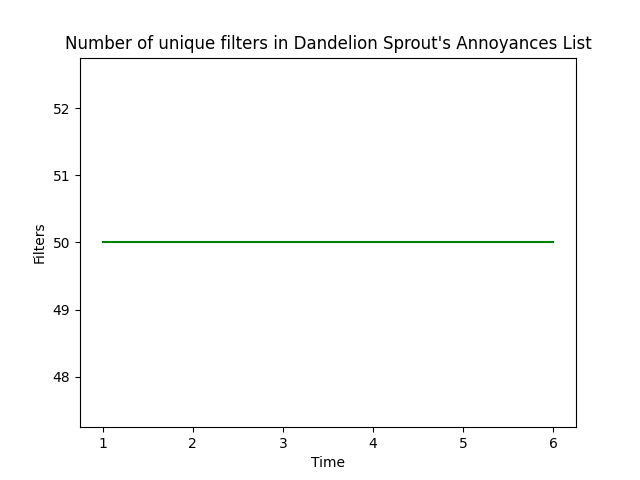 Number of unique filters in Dandelion Sprout's Annoyances List
52
51
50
49
48
Filters
1 2 3 4 5 6
Time